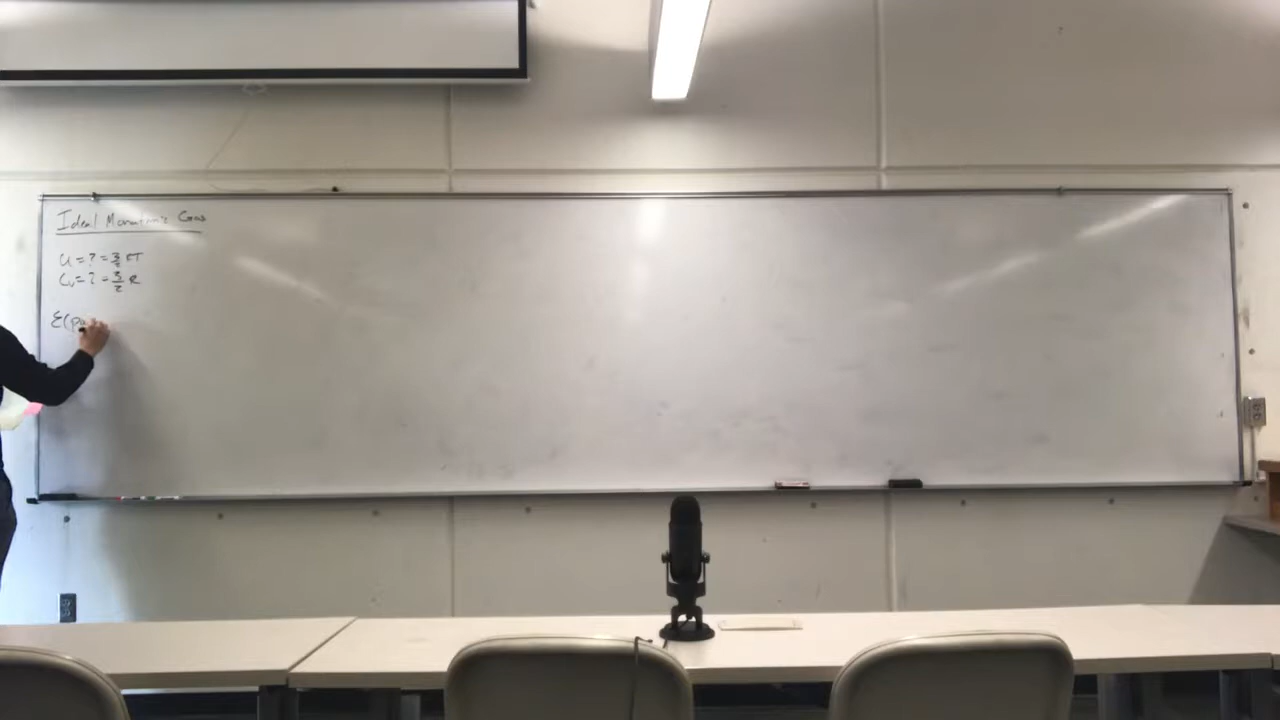 Ideal Monatomic Gas
U = ? = 3/2 RT
Cv = ? = 3/2 R
ε(p